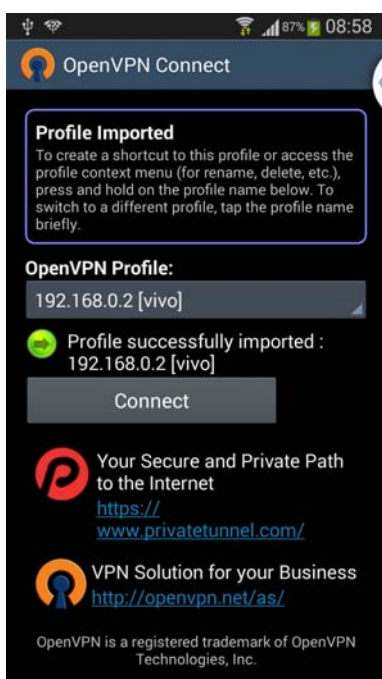 87% 08:58
OpenVPN Connect
Profile Imported
To create a shortcut to this profile or access the
profile context menu (for rename, delete, etc.),
press and hold on the profile name below. To
switch to a different profile, tap the profile name
briefly.
OpenVPN Profile:
192.168.0.2 [vivo]
Profile successfully imported :
192.168.0.2 [vivo]
Connect
Your Secure and Private Path
to the Internet
https://
www.privatetunnel.com/
VPN Solution for your Business
http://openvpn.net/as/
OpenVPN is a registered trademark of OpenVPN
Technologies, Inc.